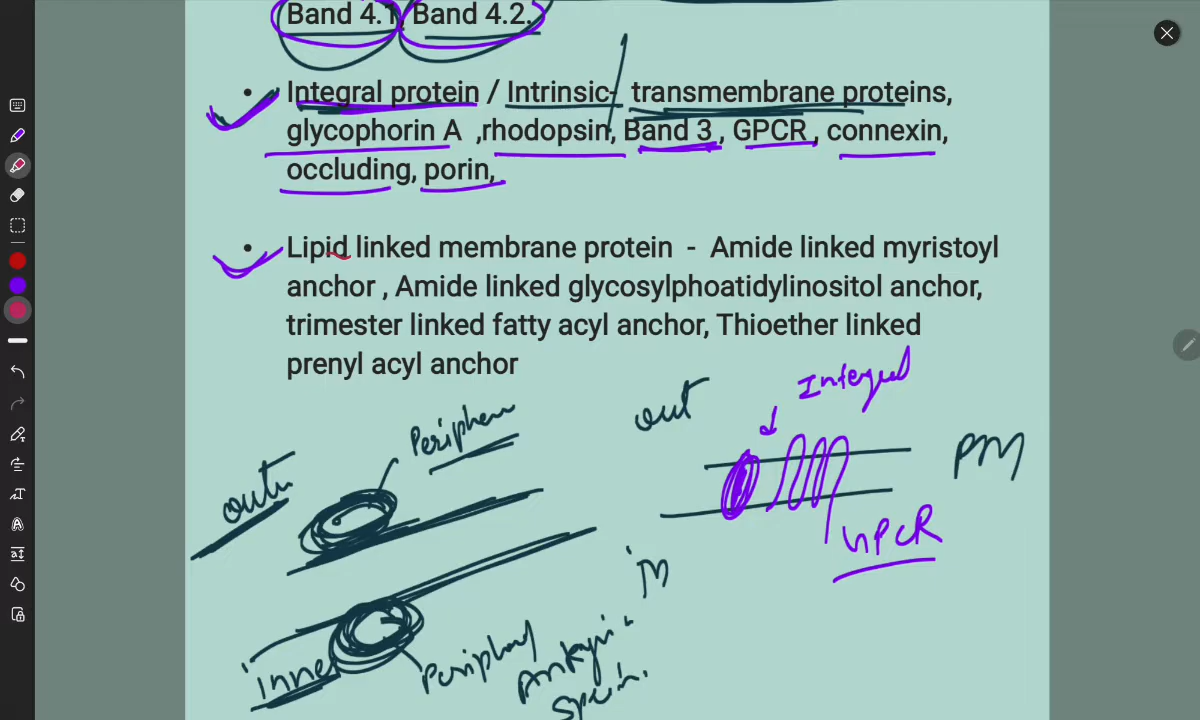 Band 4.1 Band 4.2.
• Integral protein / Intrinsic- transmembrane proteins,
glycophorin A ,rhodopsin, Band 3 , GPCR , connexin,
occluding, porin,
• Lipid linked membrane protein - Amide linked myristoyl
anchor , Amide linked glycosylphoatidylinositol anchor,
trimester linked fatty acyl anchor, Thioether linked
prenyl acyl anchor
Integral
out
Peripher
PM
out
GPCR
in
inner
Peripheral
Ankyrin